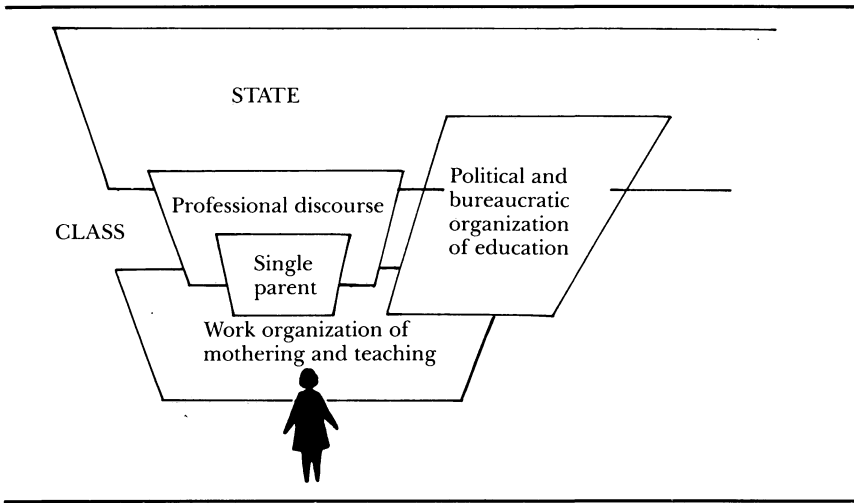 STATE
Political and
bureaucratic
organization
of education
Professional discourse
CLASS
Single
parent
Work organization of
mothering and teaching